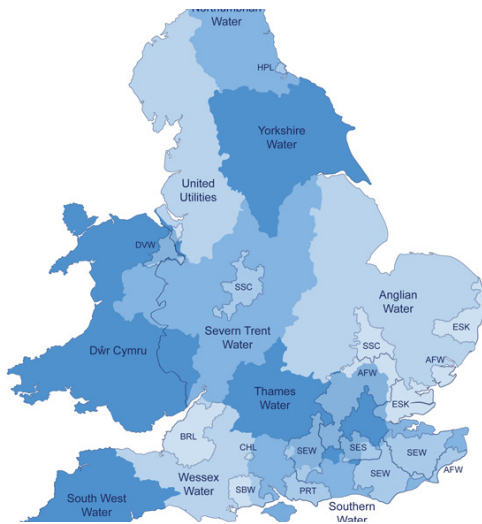 Northumbrian
Water
HPL
Yorkshire
Water
United
Utilities
DVW
SSC
Anglian
Water
ESK
Severn Trent
Water
SSC
Dŵr Cymru
AFW
AFW
Thames
Water
ESK
BRL
CHL
SEW
SES
SEW
AFW
Wessex
Water
SBW
PRT
SEW
South West
Water
Southern
Water